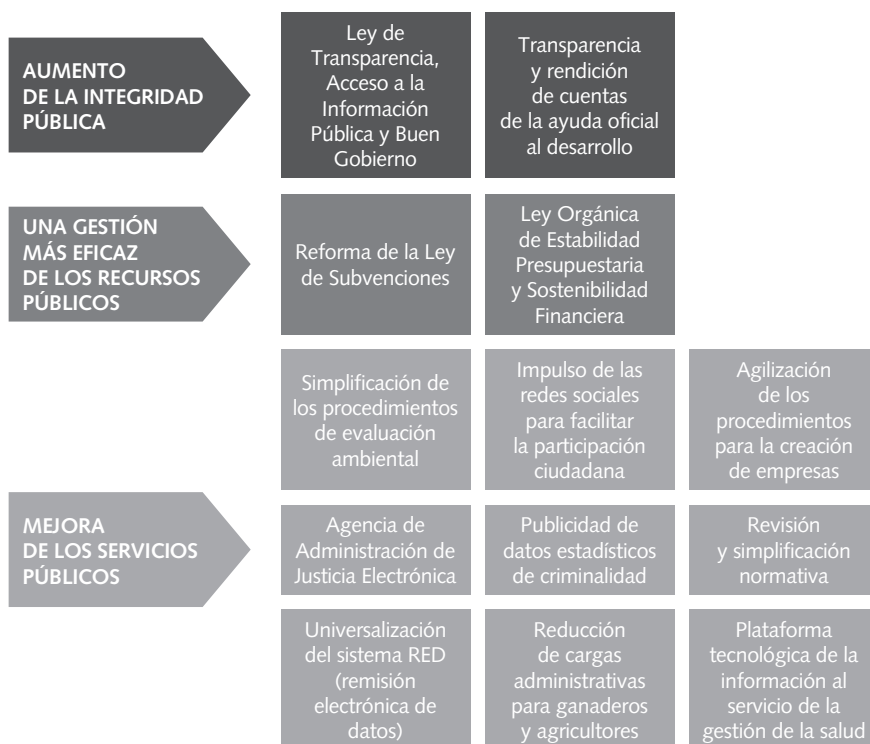 AUMENTO
DE LA INTEGRIDAD
PÚBLICA
Ley de
Transparencia,
Acceso a la
Información
Pública y Buen
Gobierno
Transparencia
y rendición
de cuentas
de la ayuda oficial
al desarrollo
UNA GESTIÓN
MÁS EFICAZ
DE LOS RECURSOS
PÚBLICOS
Reforma de la Ley
de Subvenciones
Ley Orgánica
de Estabilidad
Presupuestaria
y Sostenibilidad
Financiera
MEJORA
DE LOS SERVICIOS
PÚBLICOS
Simplificación de
los procedimientos
de evaluación
ambiental
Impulso de las
redes sociales
para facilitar
la participación
ciudadana
Agilización
de los
procedimientos
para la creación
de empresas
Agencia de
Administración de
Justicia Electrónica
Publicidad de
datos estadísticos
de criminalidad
Revisión
y simplificación
normativa
Universalización
del sistema RED
(remisión
electrónica de
datos)
Reducción
de cargas
administrativas
para ganaderos
y agricultores
Plataforma
tecnológica de la
información al
servicio de la
gestión de la salud